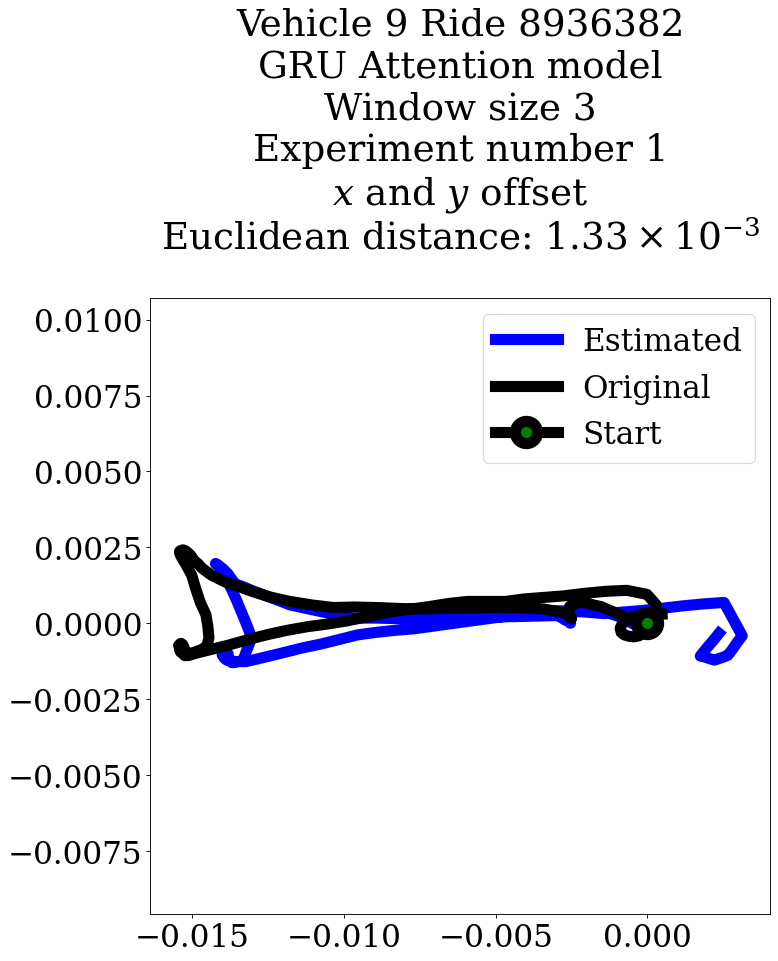 Vehicle 9 Ride 8936382
GRU Attention model
Window size 3
Experiment number 1
x and y offset
Euclidean distance: 1.33 × 10⁻³
Estimated
Original
Start
0.0100
0.0075
0.0050
0.0025
0.0000
−0.0025
−0.0050
−0.0075
−0.015 −0.010 −0.005 0.000